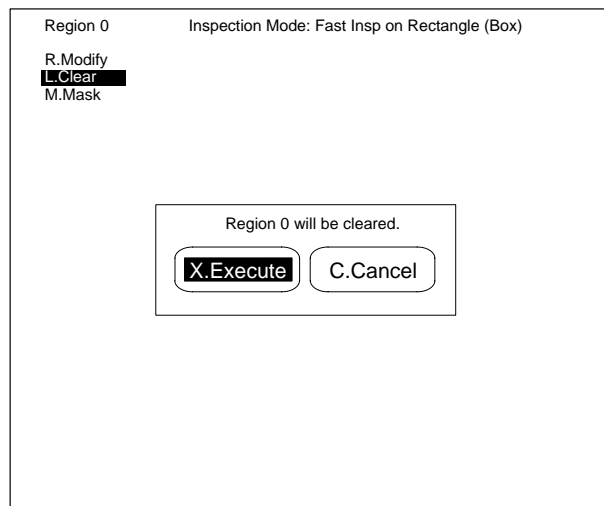 Region 0 Inspection Mode: Fast Insp on Rectangle (Box)
R.Modify
L.Clear
M.Mask
Region 0 will be cleared.
X.Execute C.Cancel